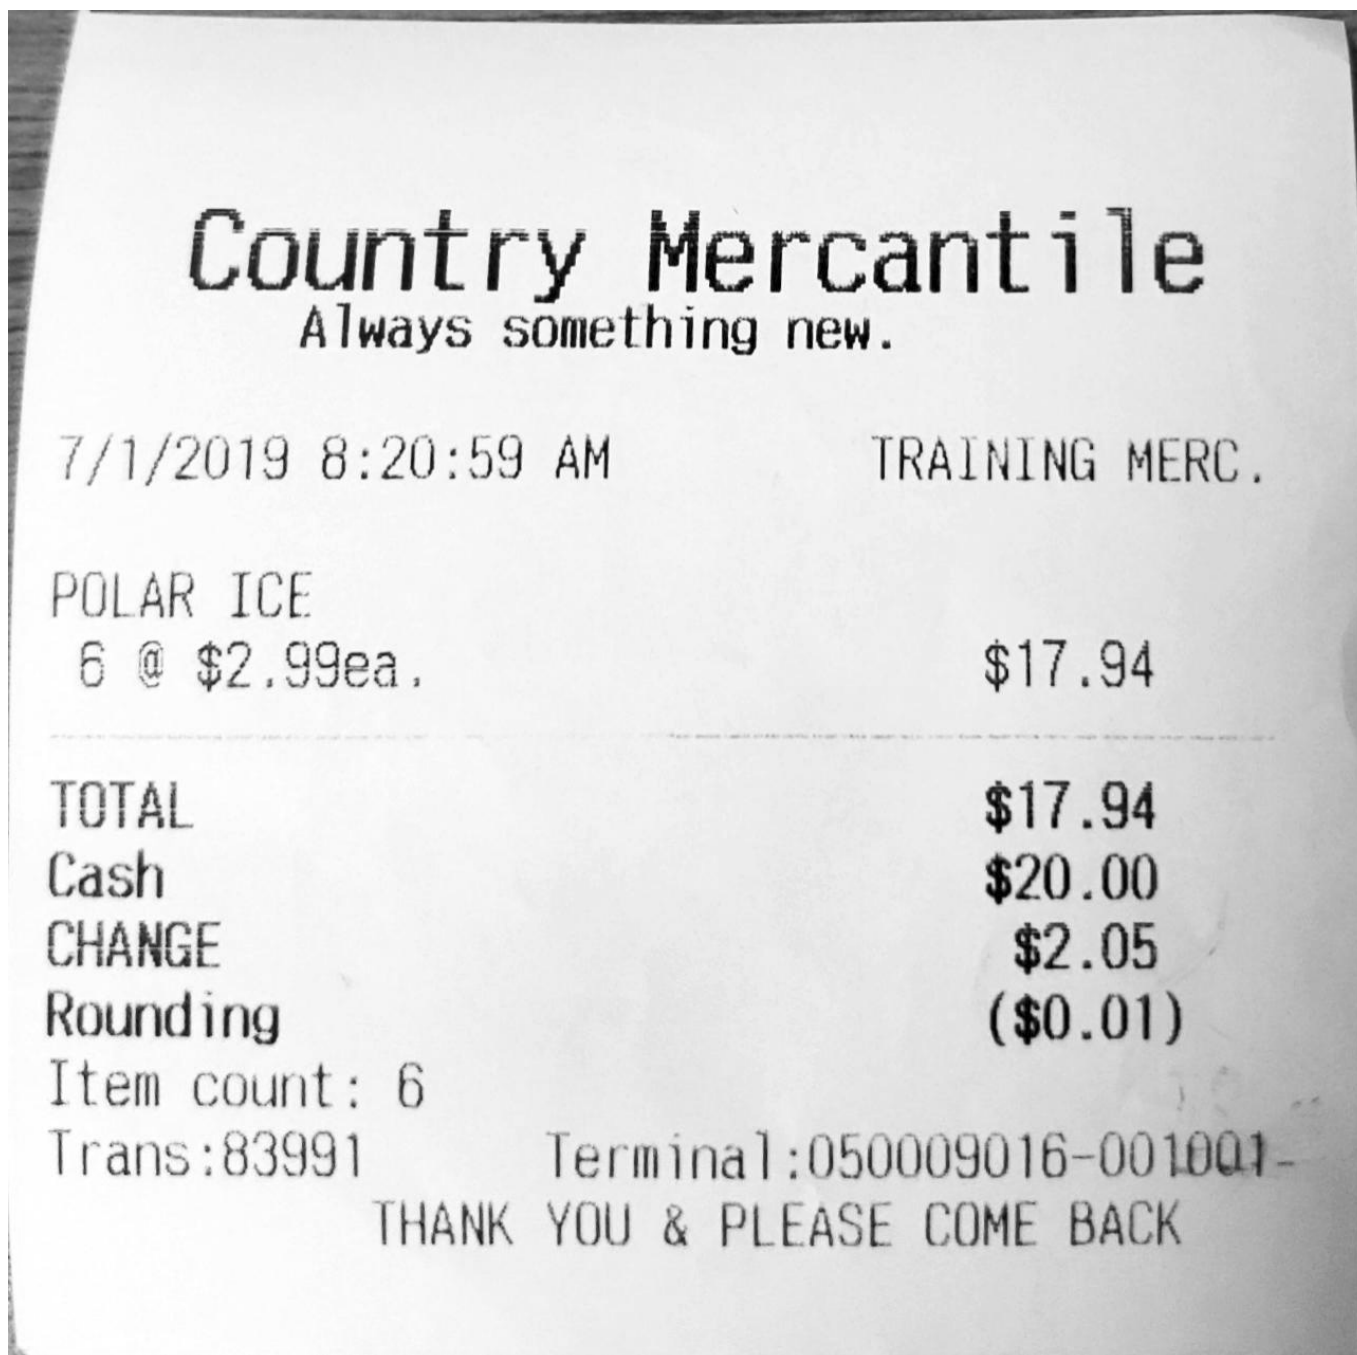 Country Mercantile
Always something new.
7/1/2019 8:20:59 AM TRAINING MERC.
POLAR ICE
6 @ $2.99ea. $17.94
TOTAL $17.94
Cash $20.00
CHANGE $2.05
Rounding ($0.01)
Item count: 6
Trans:83991 Terminal:050009016-001001-
THANK YOU & PLEASE COME BACK